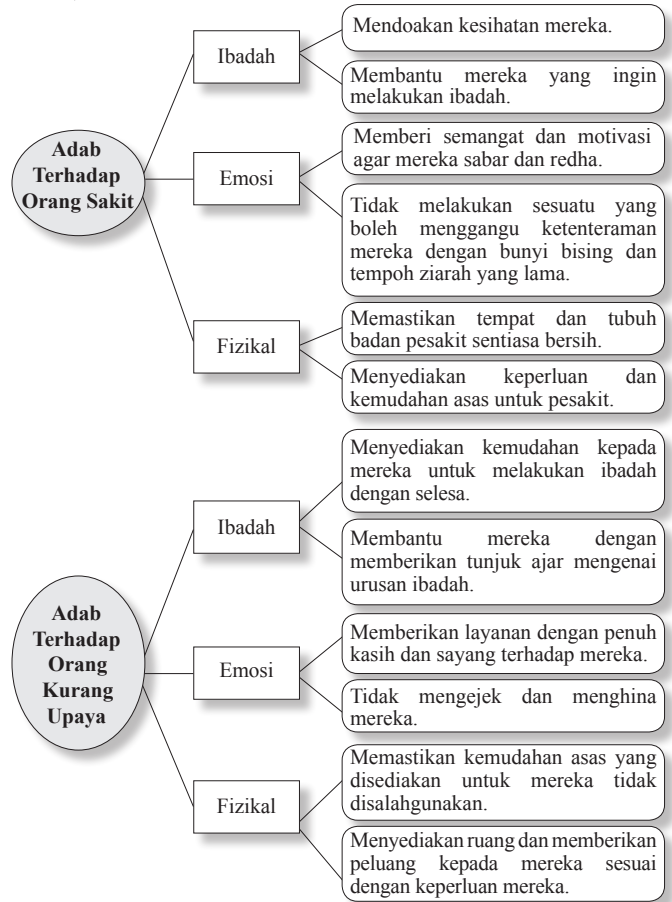 Adab
Terhadap
Orang Sakit
Ibadah
Mendoakan kesihatan mereka.
Membantu mereka yang ingin
melakukan ibadah.
Emosi
Memberi semangat dan motivasi
agar mereka sabar dan redha.
Tidak melakukan sesuatu yang
boleh menggangu ketenteraman
mereka dengan bunyi bising dan
tempoh ziarah yang lama.
Fizikal
Memastikan tempat dan tubuh
badan pesakit sentiasa bersih.
Menyediakan keperluan dan
kemudahan asas untuk pesakit.
Adab
Terhadap
Orang
Kurang
Upaya
Ibadah
Menyediakan kemudahan kepada
mereka untuk melakukan ibadah
dengan selesa.
Membantu mereka dengan
memberikan tunjuk ajar mengenai
urusan ibadah.
Emosi
Memberikan layanan dengan penuh
kasih dan sayang terhadap mereka.
Tidak mengejek dan menghina
mereka.
Fizikal
Memastikan kemudahan asas yang
disediakan untuk mereka tidak
disalahgunakan.
Menyediakan ruang dan memberikan
peluang kepada mereka sesuai
dengan keperluan mereka.